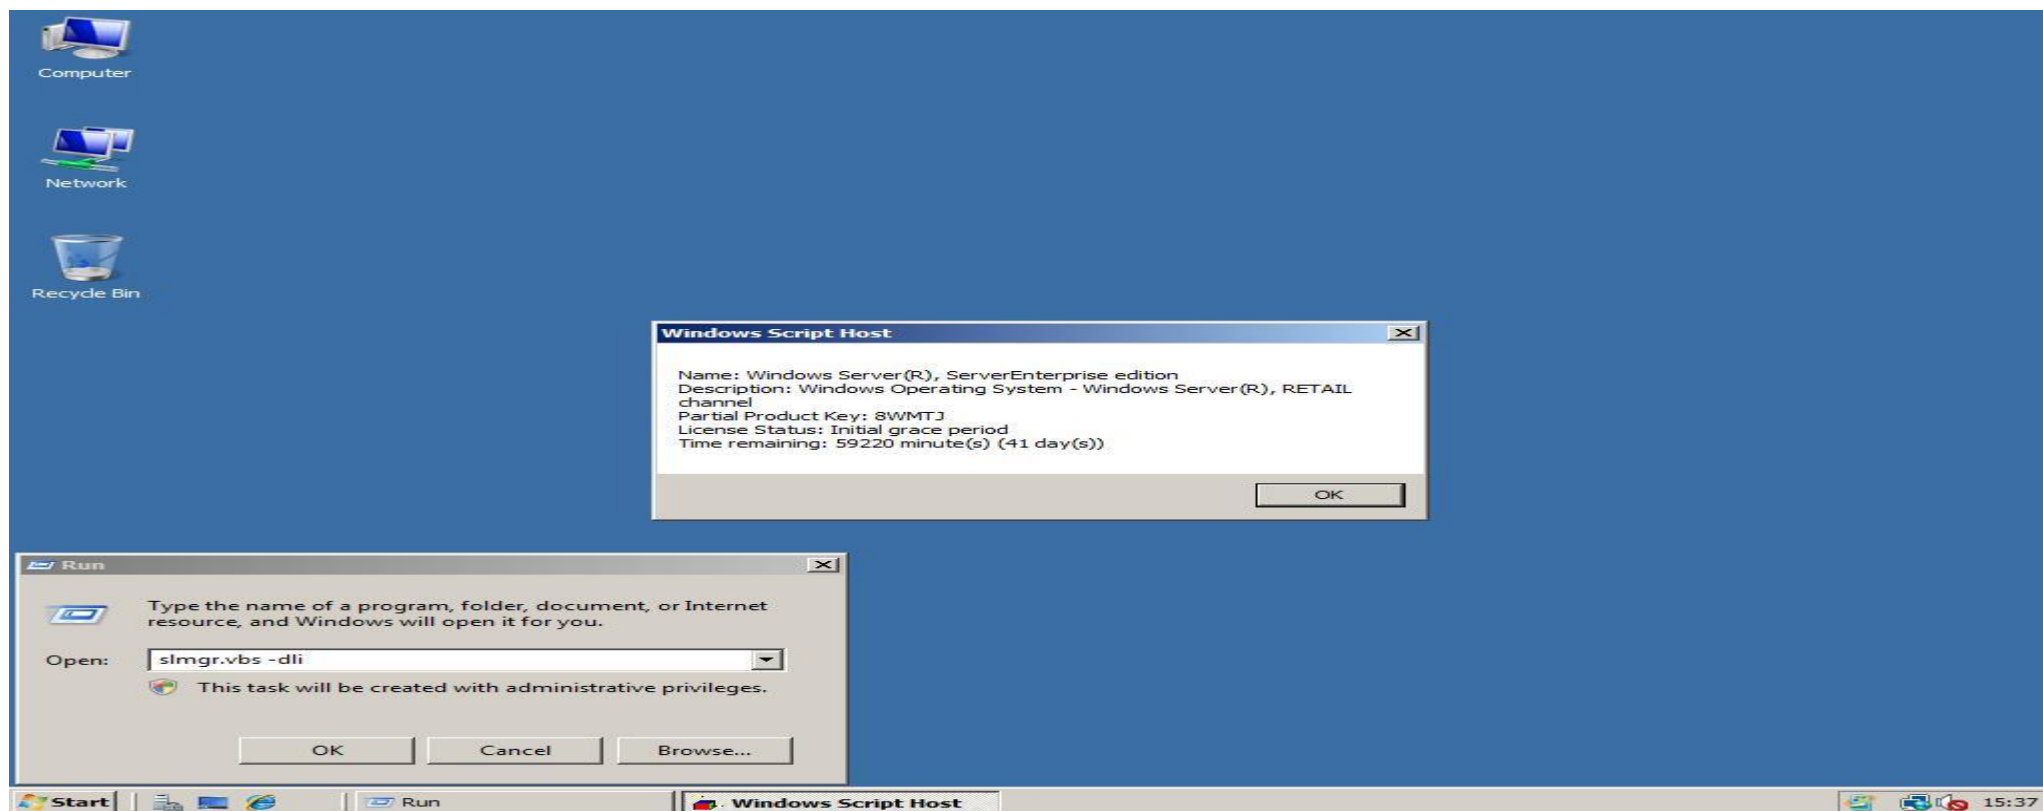 Computer
Network
Recycle Bin
Windows Script Host
Name: Windows Server(R), ServerEnterprise edition
Description: Windows Operating System - Windows Server(R), RETAIL
channel
Partial Product Key: 8WMTJ
License Status: Initial grace period
Time remaining: 59220 minute(s) (41 day(s))
OK
Run
Type the name of a program, folder, document, or Internet
resource, and Windows will open it for you.
Open: slmgr.vbs -dli
This task will be created with administrative privileges.
OK Cancel Browse...
Start Run Windows Script Host 15:37